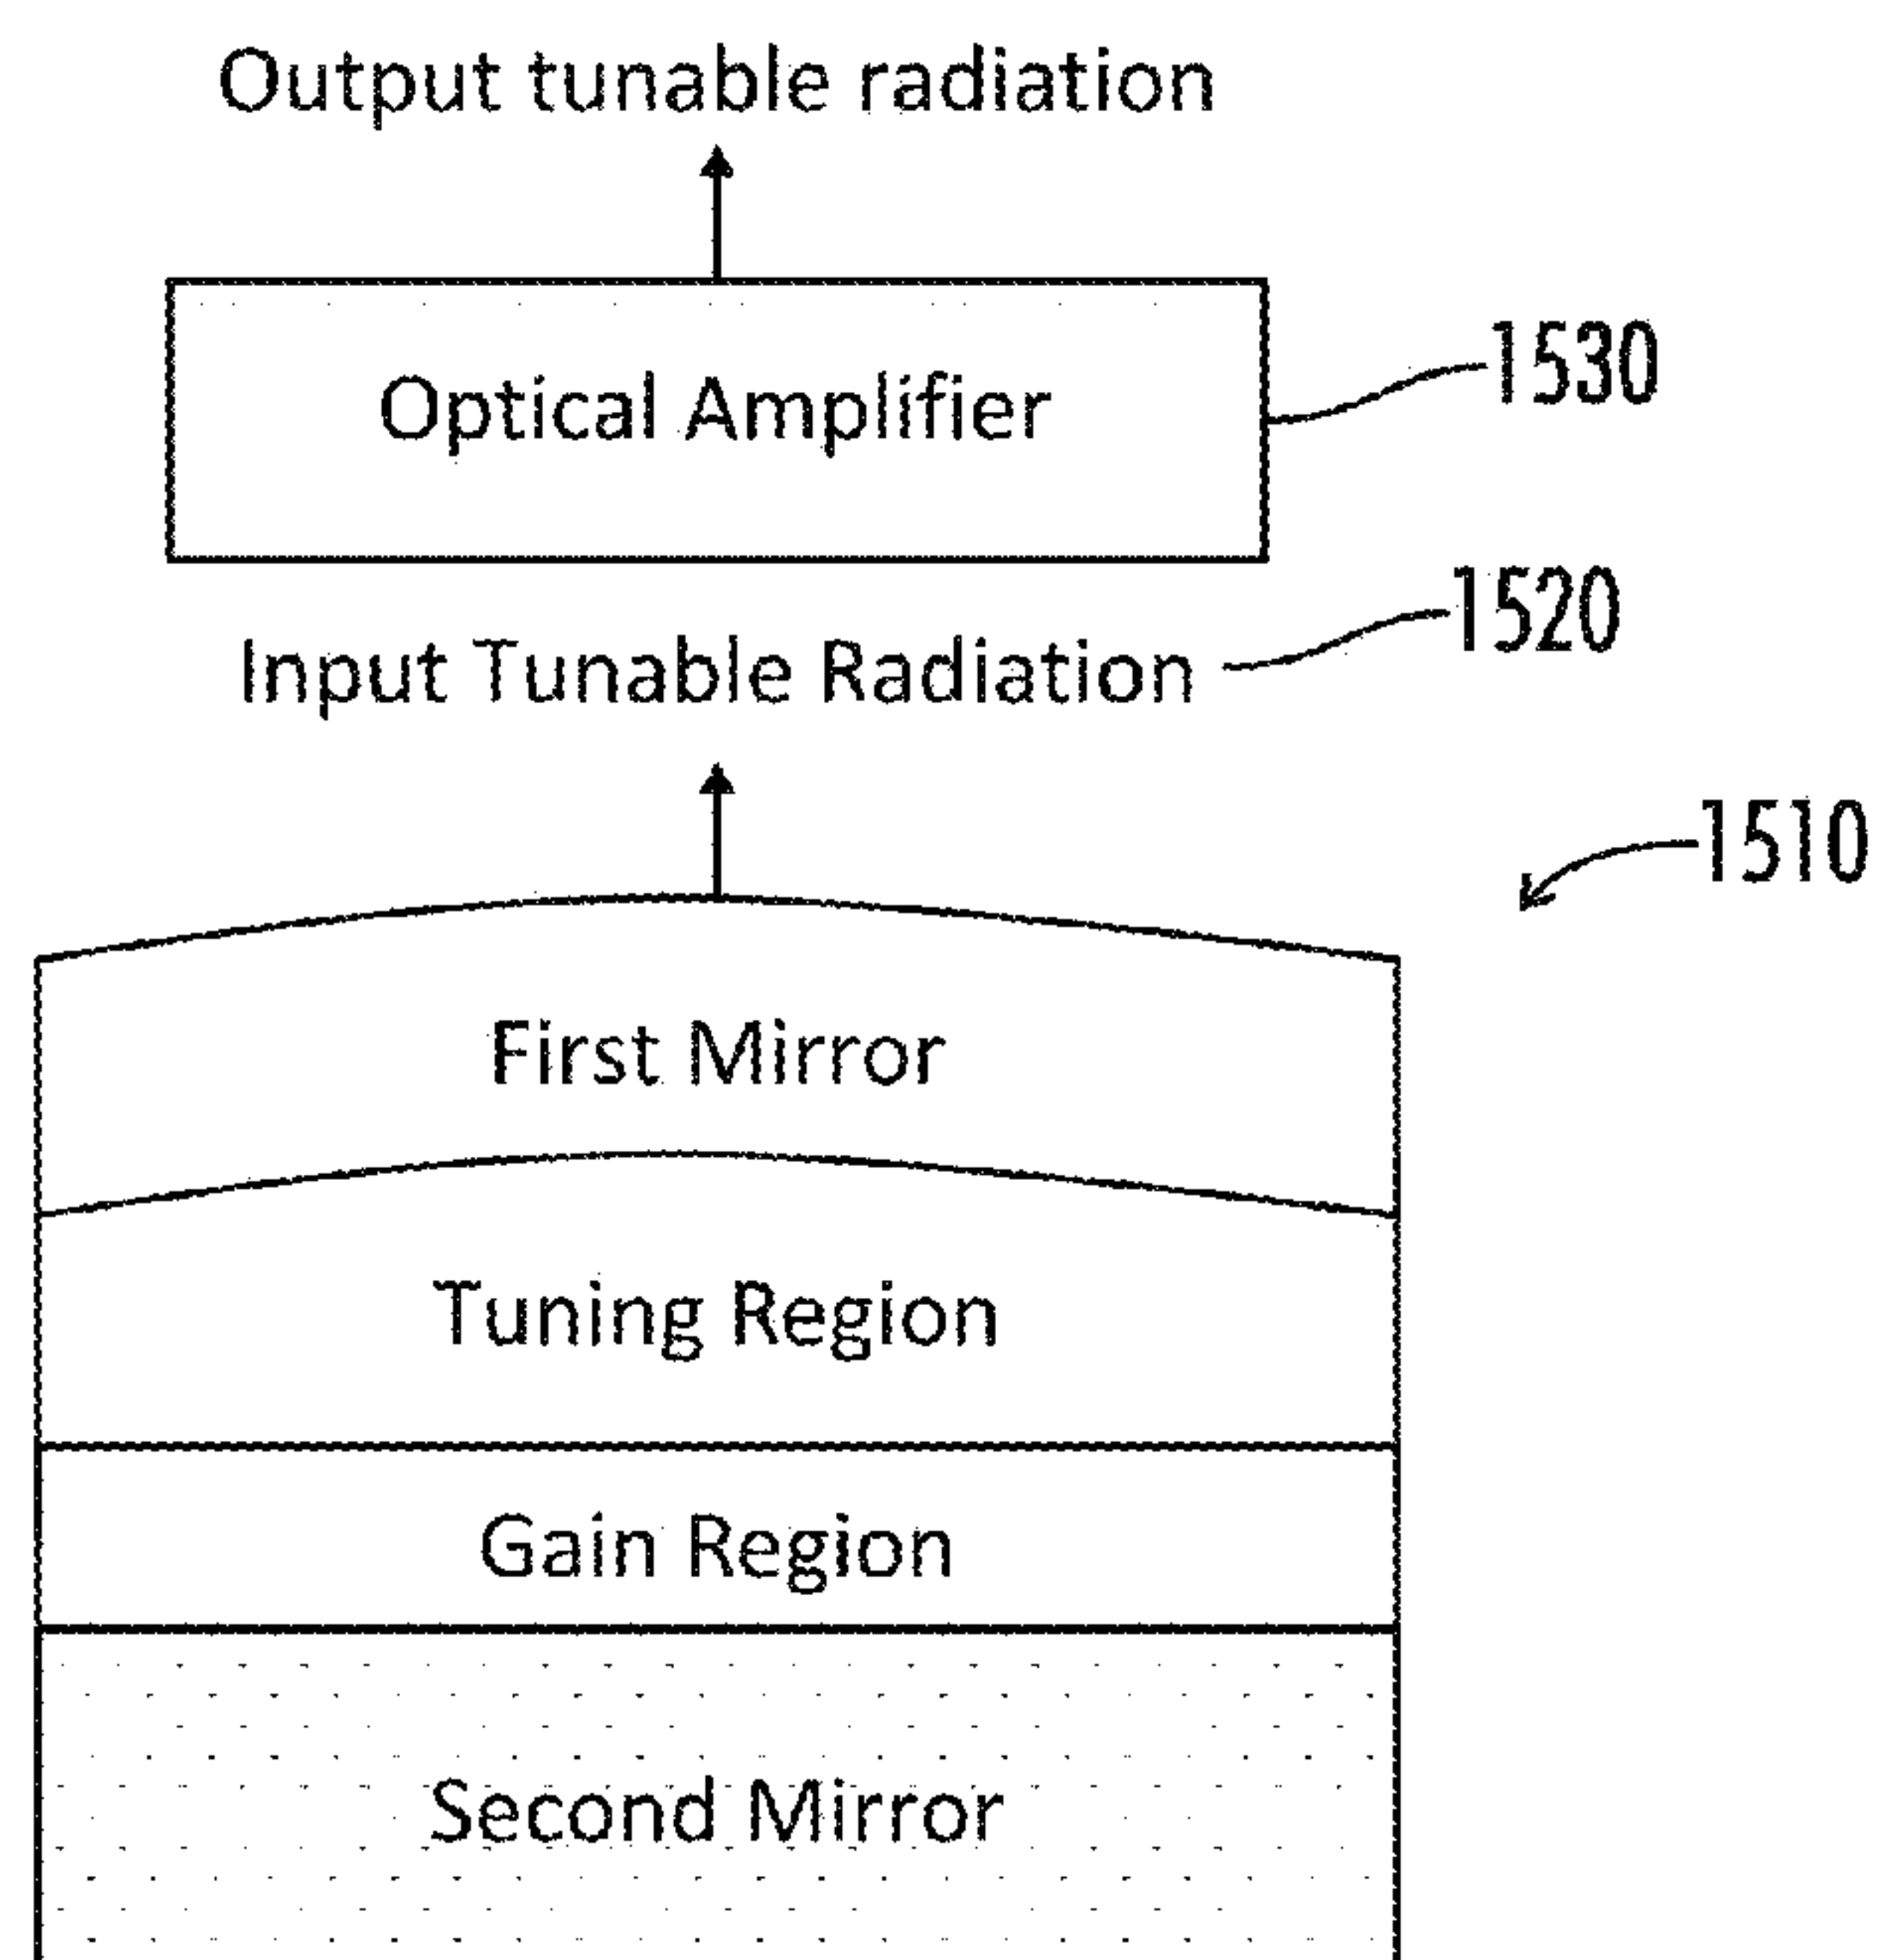 Output tunable radiation
Optical Amplifier
1530
1520
Input Tunable Radiation
1510
First Mirror
Tuning Region
Gain Region
Second Mirror